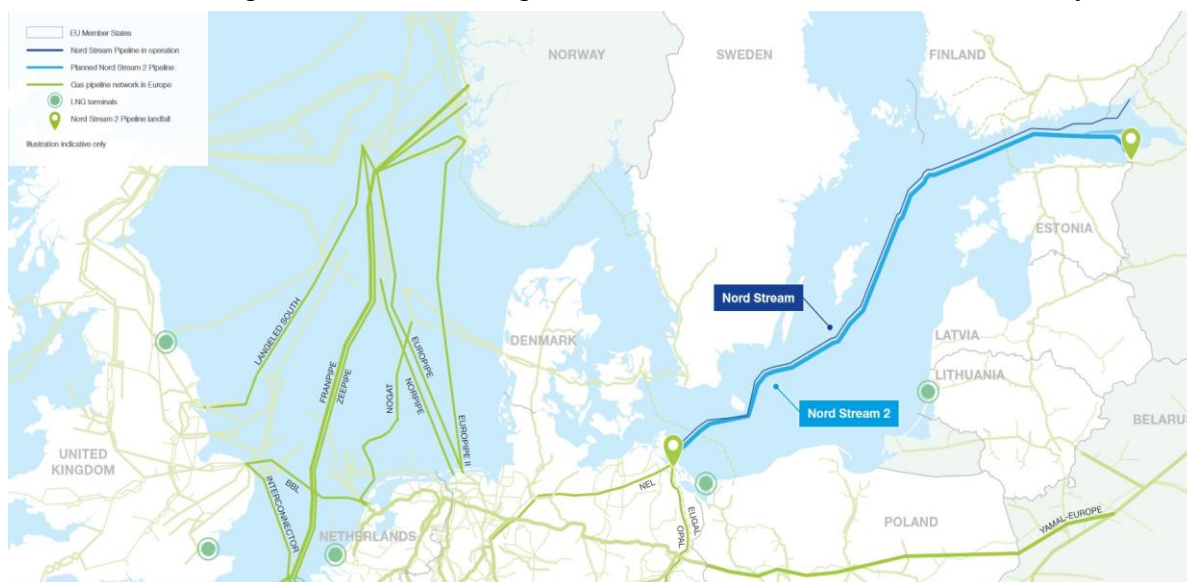 EU Member States
Nord Stream Pipeline in operation
Planned Nord Stream 2 Pipeline
Gas pipeline network in Europe
LNG terminals
Nord Stream 2 Pipeline landfall
Illustration indicative only
NORWAY
SWEDEN
FINLAND
ESTONIA
Nord Stream
LANGELED SOUTH
FRANPIPE
ZEEPIPE
NOGAT
EUROPIPE
NORPIPE
EUROPIPE II
DENMARK
LATVIA
LITHUANIA
Nord Stream 2
BELARUS
UNITED
KINGDOM
INTERCONNECTOR
BBL
NETHERLANDS
NEL
OPAL
EUGAL
POLAND
YAMAL-EUROPE